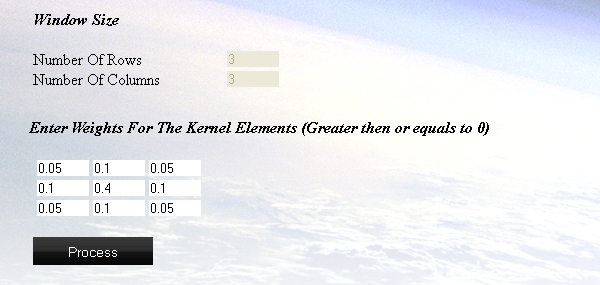 Window Size
Number Of Rows 3
Number Of Columns 3
Enter Weights For The Kernel Elements (Greater then or equals to 0)
0.05 0.1 0.05
0.1 0.4 0.1
0.05 0.1 0.05
Process